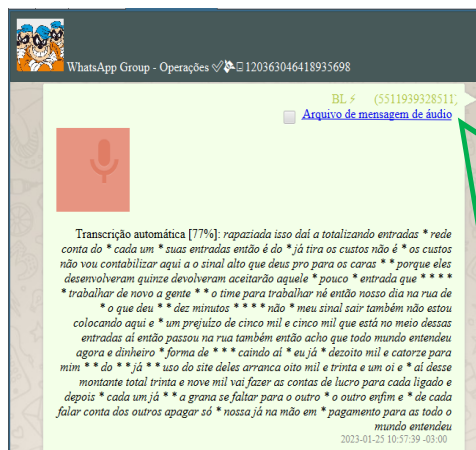 WhatsApp Group - Operações 120363046418935698
BL⚡ (5511939328511)
Arquivo de mensagem de áudio
Transcrição automática [77%]: rapaziada isso daí a totalizando entradas * rede
conta do * cada um * suas entradas então é do * já tira os custos não é * os custos
não vou contabilizar aqui a o sinal alto que deus pro para os caras * * porque eles
desenvolveram quinze devolveram aceitarão aquele * pouco * entrada que * * * *
* trabalhar de novo a gente * * o time para trabalhar né então nosso dia na rua de
* o que deu * * dez minutos * * * * não * meu sinal sair também não estou
colocando aqui e * um prejuízo de cinco mil e cinco mil que está no meio dessas
entradas aí então passou na rua também então acho que todo mundo entendeu
agora e dinheiro * forma de * * * caindo aí * eu já * dezoito mil e catorze para
mim * * do * * já * * uso do site deles arranca oito mil e trinta e um oi e * aí desse
montante total trinta e nove mil vai fazer as contas de lucro para cada ligado e
depois * cada um já * * a grana se faltar para o outro * o outro enfim e * de cada
falar conta dos outros apagar só * nossa já na mão em * pagamento para as todo o
mundo entendeu
2023-01-25 10:57:39 -03:00